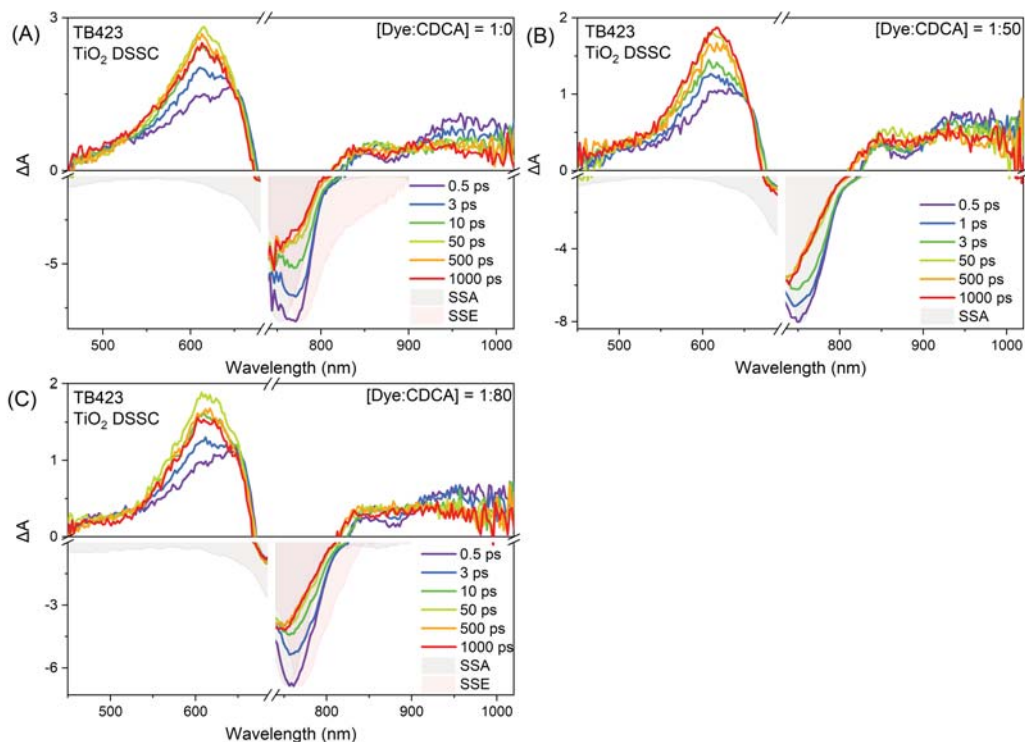 (A)
TB423
TiO2 DSSC
[Dye:CDCA] = 1:0
3
2
1
0
-5
ΔA
0.5 ps
3 ps
10 ps
50 ps
500 ps
1000 ps
SSA
SSE
500
600
800
900
1000
Wavelength (nm)
(B)
TB423
TiO2 DSSC
[Dye:CDCA] = 1:50
2
1
0
-4
-8
ΔA
0.5 ps
1 ps
3 ps
50 ps
500 ps
1000 ps
SSA
500
600
800
900
1000
Wavelength (nm)
(C)
TB423
TiO2 DSSC
[Dye:CDCA] = 1:80
2
1
0
-3
-6
ΔA
0.5 ps
3 ps
10 ps
50 ps
500 ps
1000 ps
SSA
SSE
500
600
800
900
1000
Wavelength (nm)